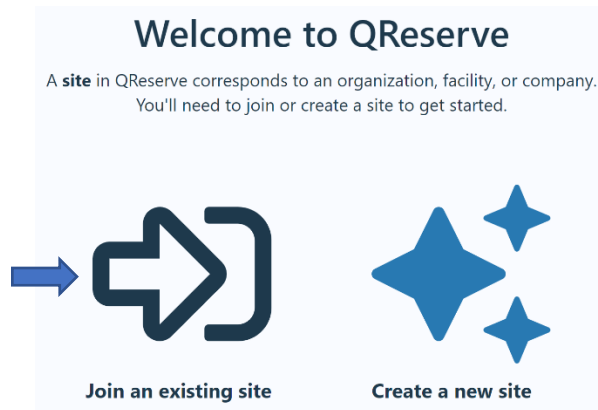 Welcome to QReserve
A site in QReserve corresponds to an organization, facility, or company.
You'll need to join or create a site to get started.
Join an existing site
Create a new site